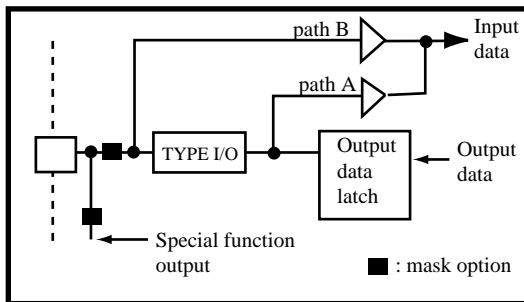 path B
Input
data
path A
TYPE I/O
Output
data
latch
Output
data
Special function
output
: mask option